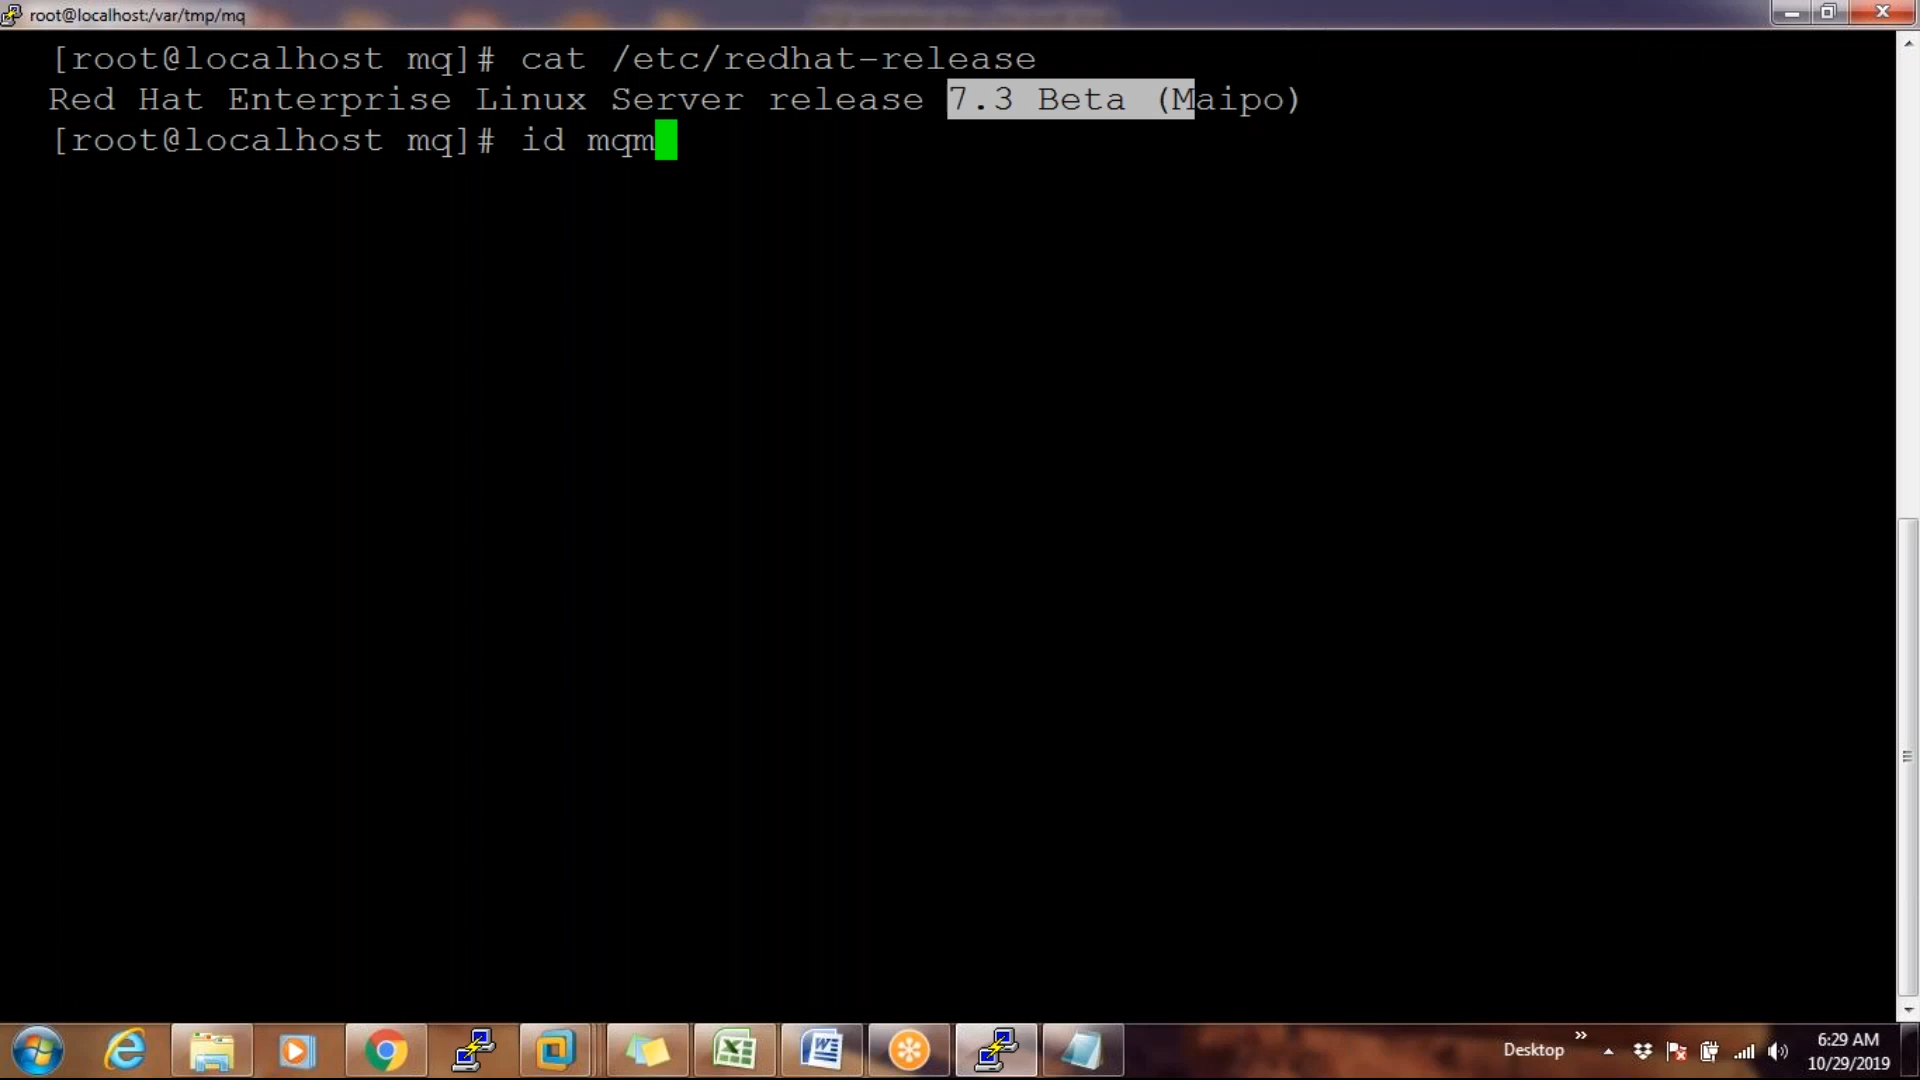 root@localhost:/var/tmp/mq
[root@localhost mq]# cat /etc/redhat-release
Red Hat Enterprise Linux Server release 7.3 Beta (Maipo)
[root@localhost mq]# id mqm
Desktop
6:29 AM
10/29/2019